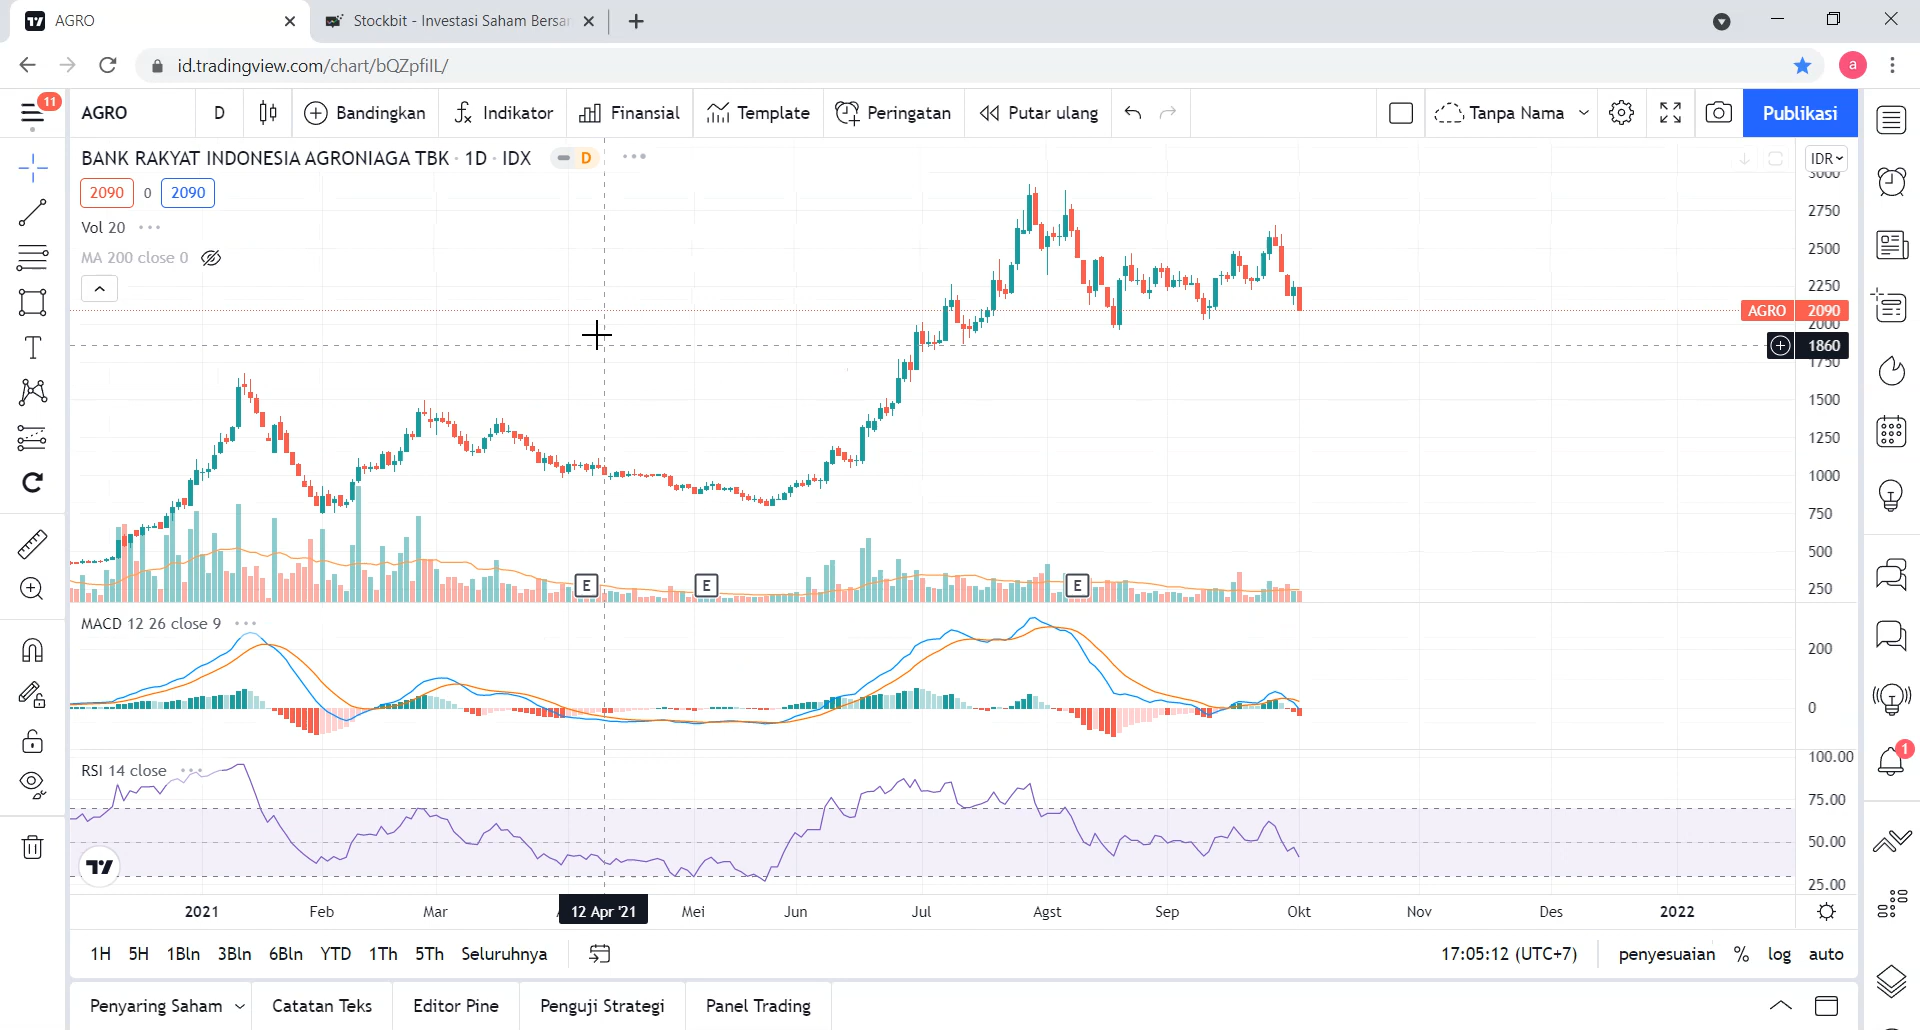 AGRO
Stockbit - Investasi Saham Bersar
id.tradingview.com/chart/bQZpfiIL/
a
11
AGRO
D
Bandingkan
Indikator
Finansial
Template
Peringatan
Putar ulang
Tanpa Nama
Publikasi
BANK RAKYAT INDONESIA AGRONIAGA TBK · 1D · IDX
D
IDR
2090
0
2090
Vol 20
MA 200 close 0
3000
2750
2500
2250
AGRO 2090
2000
1860
1750
1500
1250
1000
750
500
250
E
E
E
MACD 12 26 close 9
200
0
RSI 14 close
100.00
75.00
50.00
25.00
1
2021
Feb
Mar
12 Apr '21
Mei
Jun
Jul
Agst
Sep
Okt
Nov
Des
2022
1H
5H
1Bln
3Bln
6Bln
YTD
1Th
5Th
Seluruhnya
17:05:12 (UTC+7)
penyesuaian
%
log
auto
Penyaring Saham
Catatan Teks
Editor Pine
Penguji Strategi
Panel Trading